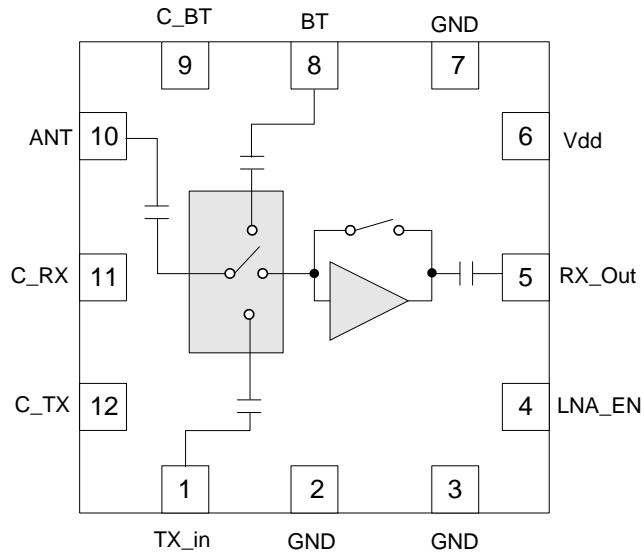 C_BT
BT
GND
9
8
7
ANT
10
6
Vdd
C_RX
11
5
RX_Out
C_TX
12
4
LNA_EN
1
2
3
TX_in
GND
GND